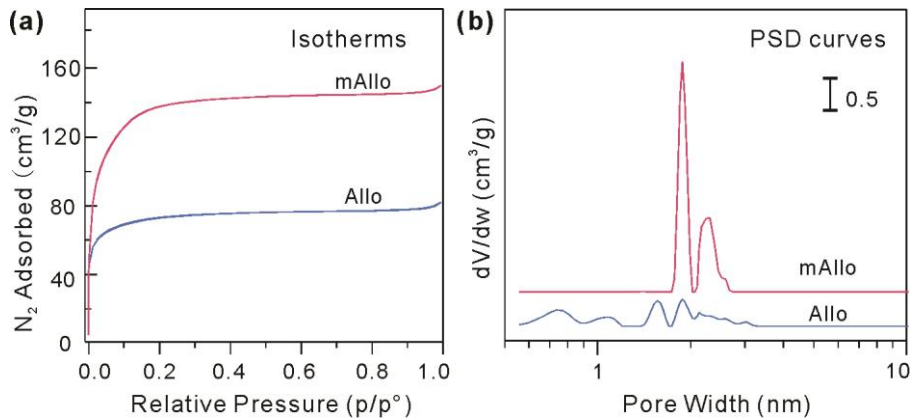 (a)
Isotherms
mAllo
Allo
N₂ Adsorbed (cm³/g)
160
120
80
40
0
0.0 0.2 0.4 0.6 0.8 1.0
Relative Pressure (p/p°)
(b)
PSD curves
0.5
mAllo
Allo
dV/dw (cm³/g)
1 10
Pore Width (nm)